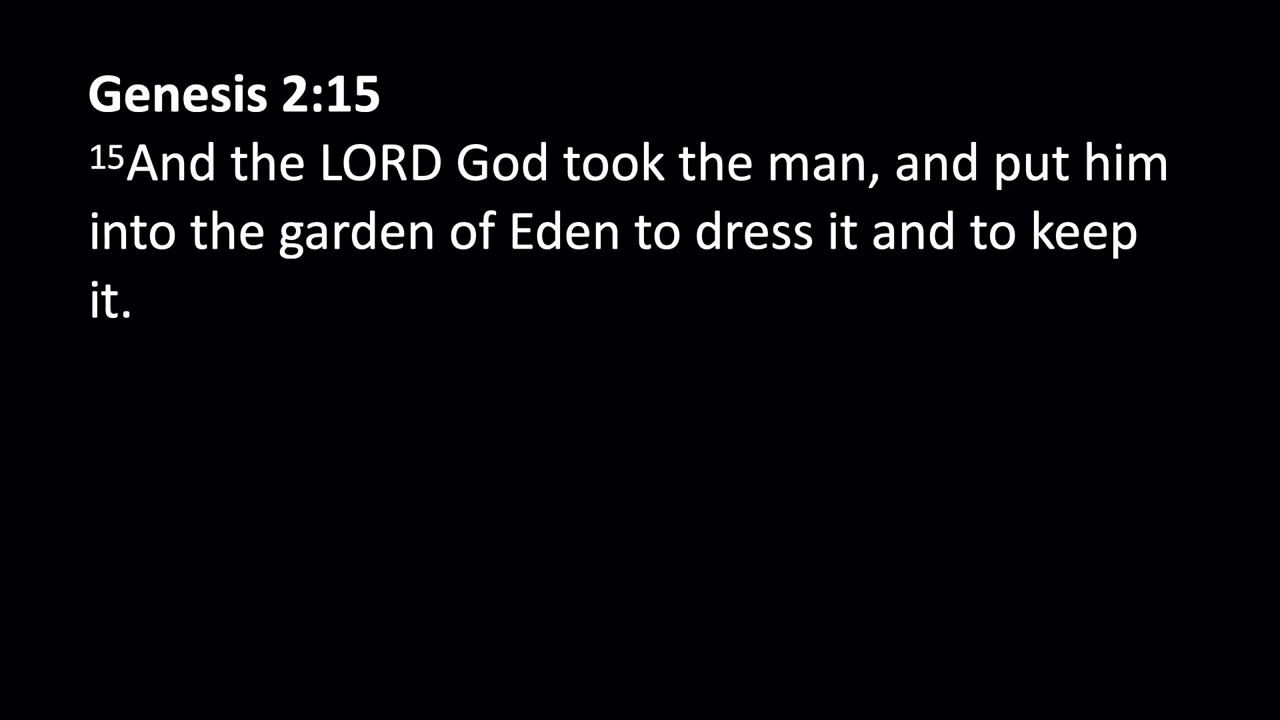 Genesis 2:15
15And the LORD God took the man, and put him
into the garden of Eden to dress it and to keep
it.